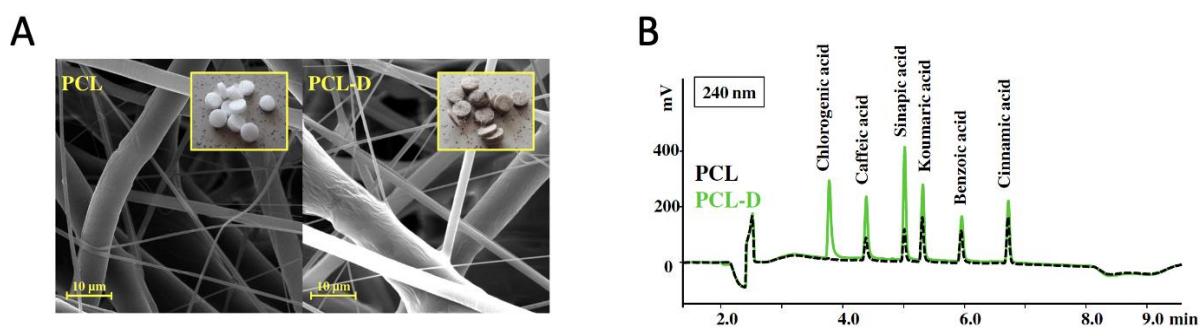 A
PCL
PCL-D
10 µm
10 µm
B
240 nm
mV
400
200
0
PCL
PCL-D
Chlorogenic acid
Caffeic acid
Sinapic acid
Koumaric acid
Benzoic acid
Cinnamic acid
2.0 4.0 6.0 8.0 9.0 min